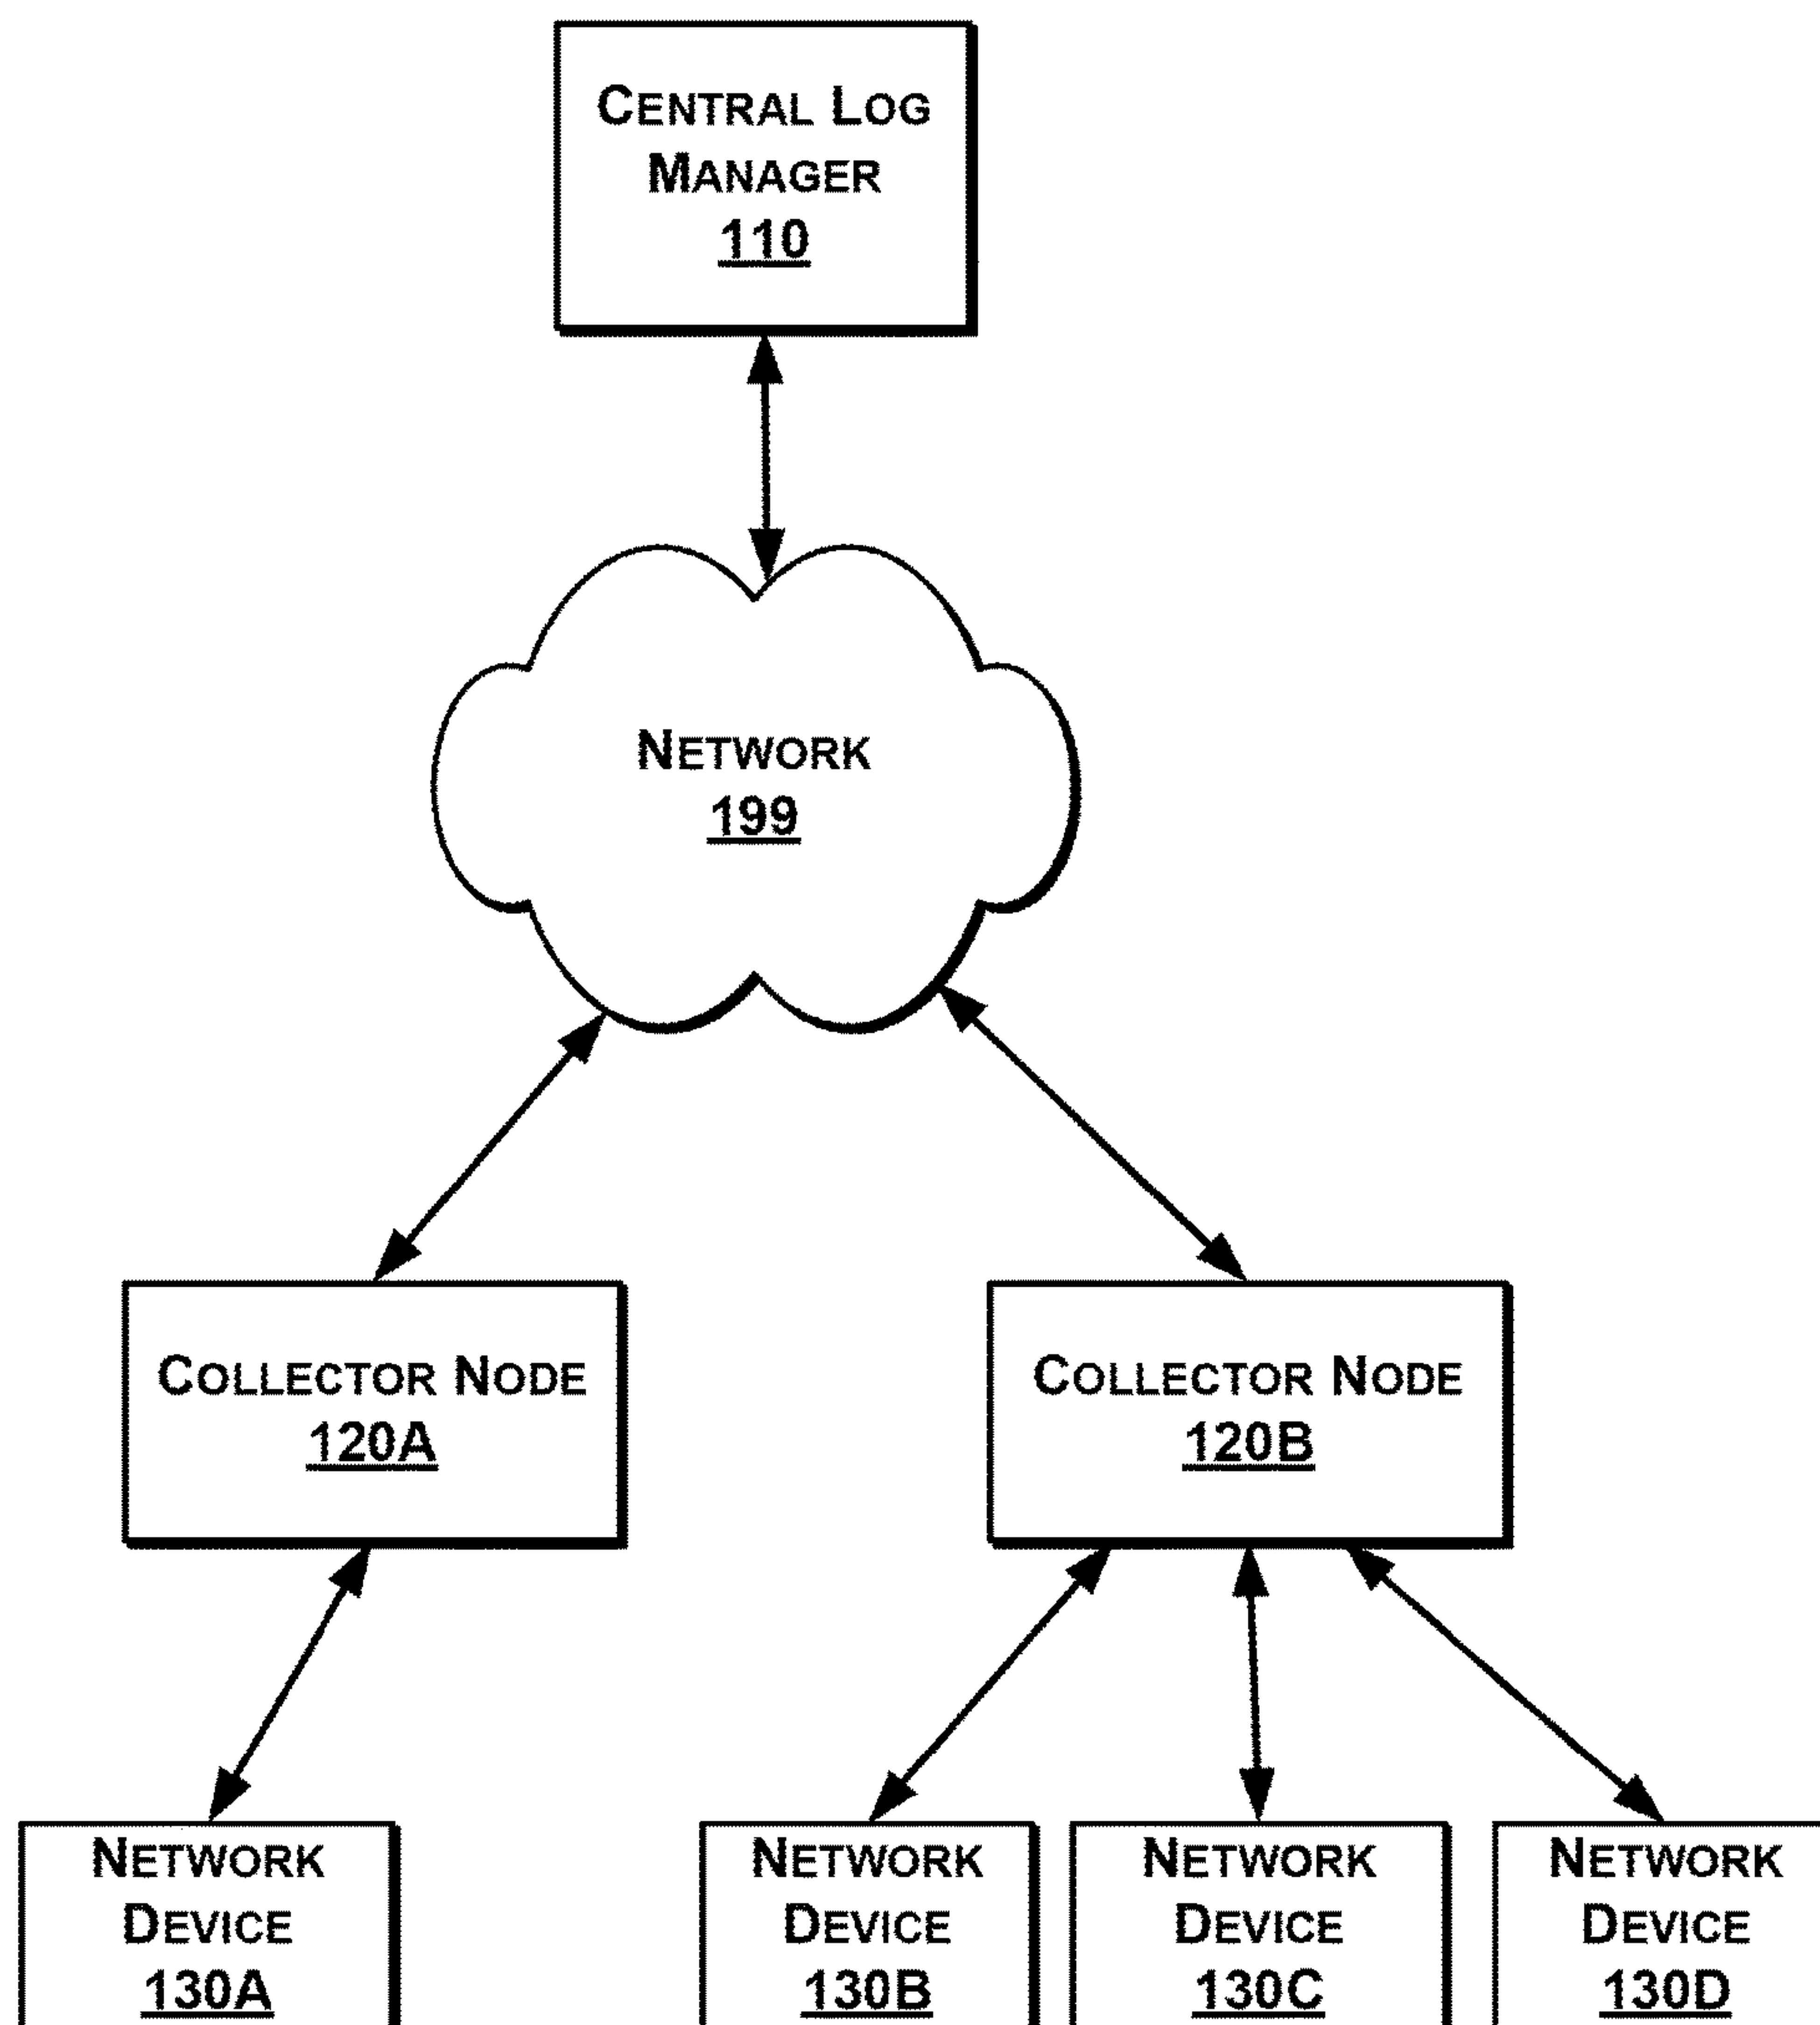 CENTRAL LOG
MANAGER
110
NETWORK
199
COLLECTOR NODE
120A
COLLECTOR NODE
120B
NETWORK
DEVICE
130A
NETWORK
DEVICE
130B
NETWORK
DEVICE
130C
NETWORK
DEVICE
130D